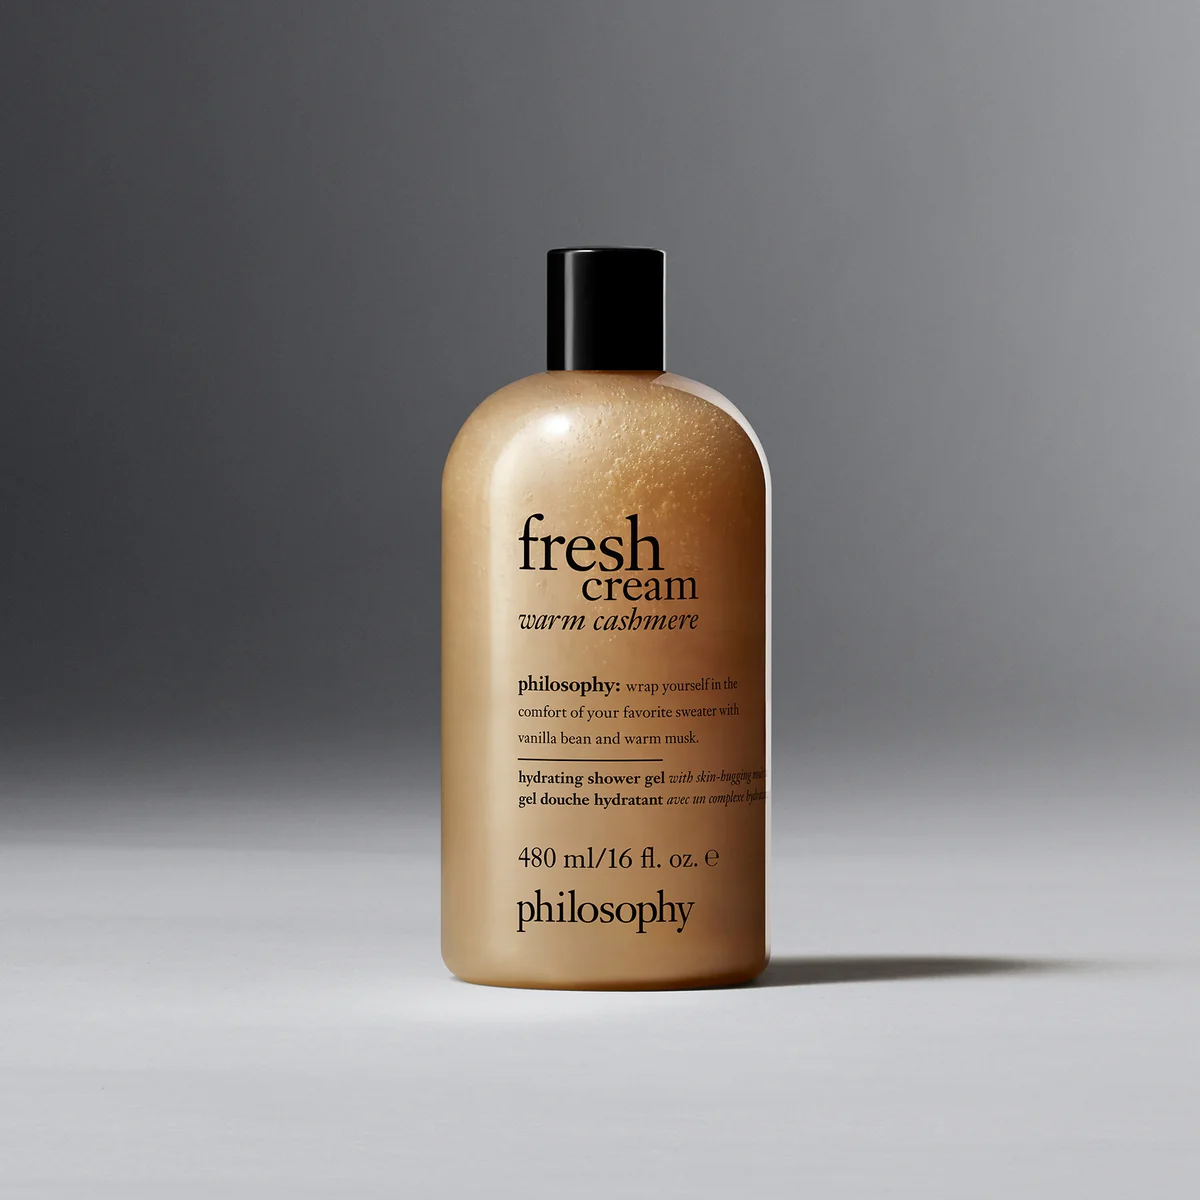 fresh
cream
warm cashmere
philosophy: wrap yourself in the
comfort of your favorite sweater with
vanilla bean and warm musk.
hydrating shower gel with skin-hugging
gel douche hydratant avec un complexe
480 ml/16 fl. oz. ℮
philosophy